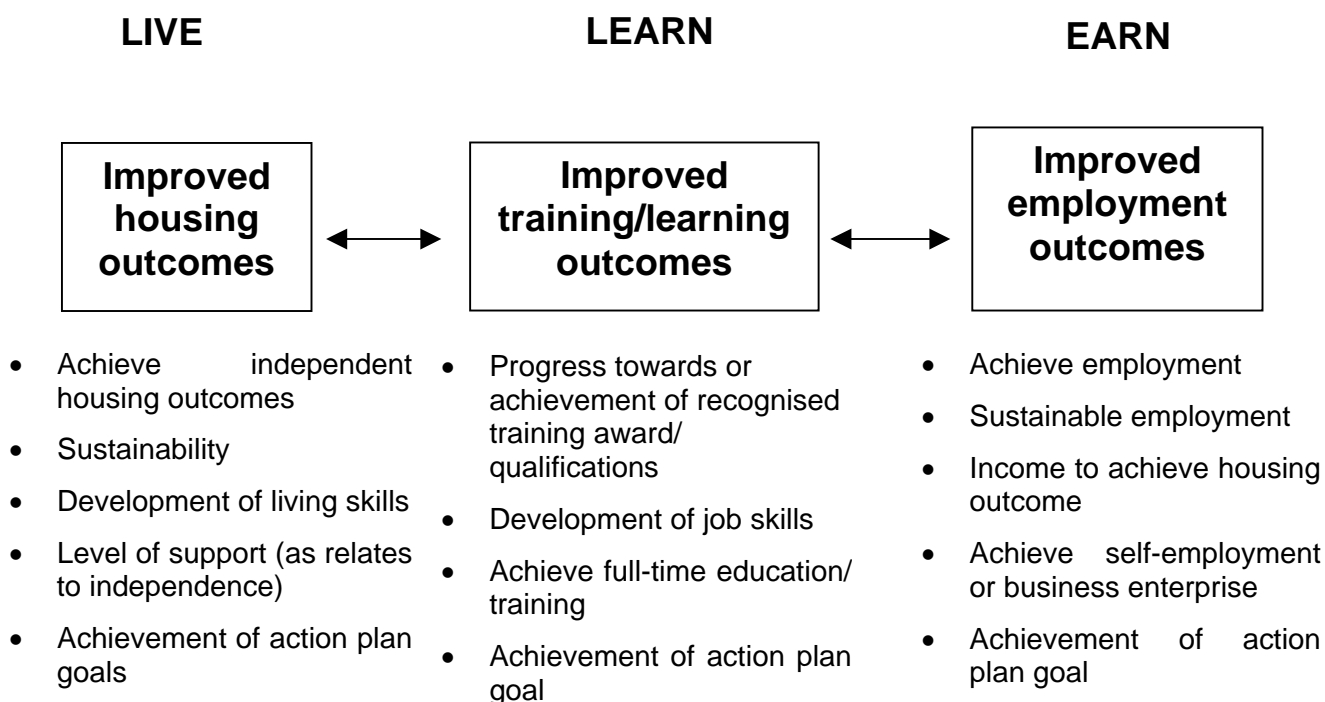 LIVE
LEARN
EARN
Improved
housing
outcomes
Improved
training/learning
outcomes
Improved
employment
outcomes
• Achieve independent
housing outcomes
• Sustainability
• Development of living skills
• Level of support (as relates
to independence)
• Achievement of action plan
goals
• Progress towards or
achievement of recognised
training award/
qualifications
• Development of job skills
• Achieve full-time education/
training
• Achievement of action plan
goal
• Achieve employment
• Sustainable employment
• Income to achieve housing
outcome
• Achieve self-employment
or business enterprise
• Achievement of action
plan goal